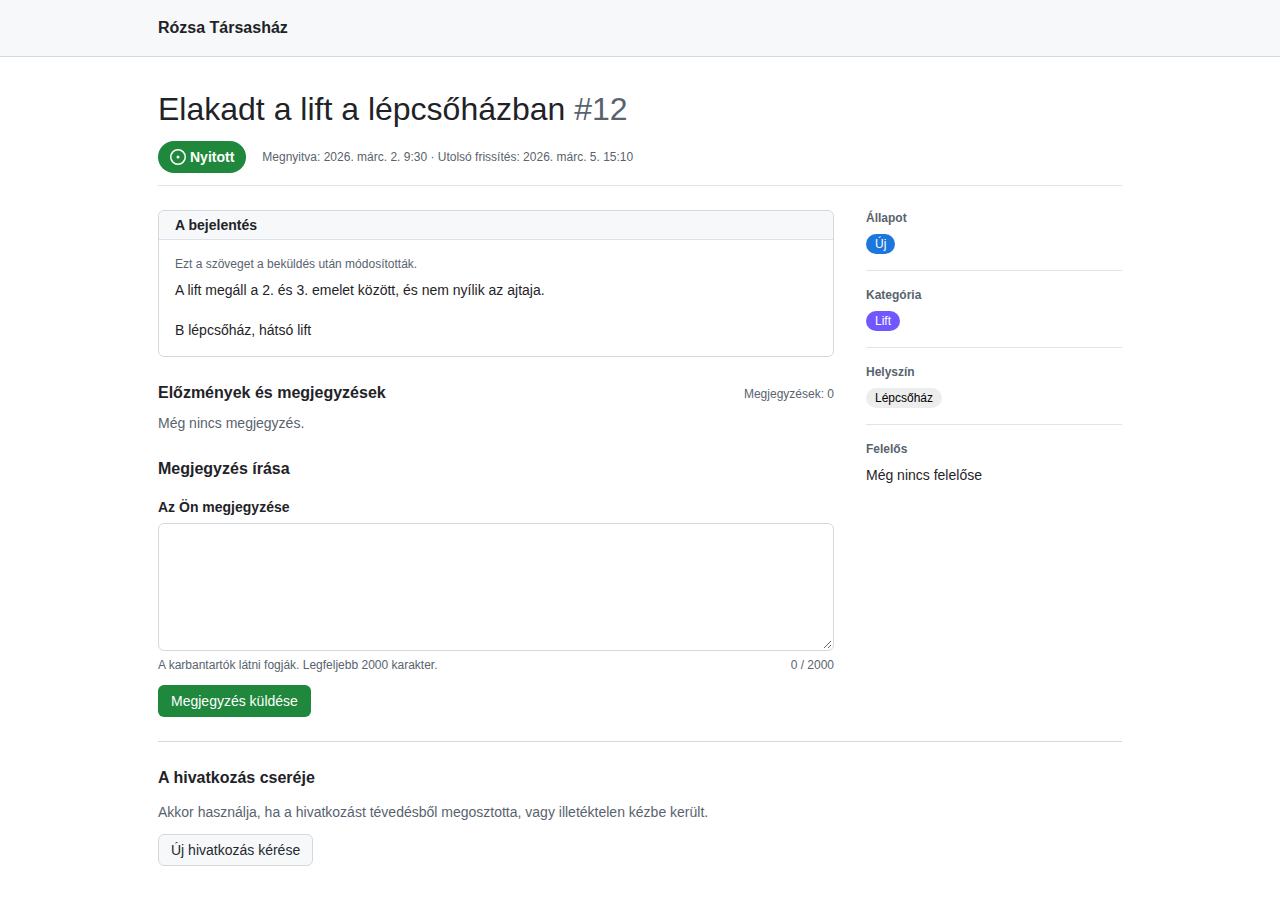 Rózsa Társasház
Elakadt a lift a lépcsőházban #12
Nyitott
Megnyitva: 2026. márc. 2. 9:30 · Utolsó frissítés: 2026. márc. 5. 15:10
A bejelentés
Ezt a szöveget a beküldés után módosították.
A lift megáll a 2. és 3. emelet között, és nem nyílik az ajtaja.
B lépcsőház, hátsó lift
Előzmények és megjegyzések
Megjegyzések: 0
Még nincs megjegyzés.
Megjegyzés írása
Az Ön megjegyzése
A karbantartók látni fogják. Legfeljebb 2000 karakter.
0 / 2000
Megjegyzés küldése
Állapot
Új
Kategória
Lift
Helyszín
Lépcsőház
Felelős
Még nincs felelőse
A hivatkozás cseréje
Akkor használja, ha a hivatkozást tévedésből megosztotta, vagy illetéktelen kézbe került.
Új hivatkozás kérése